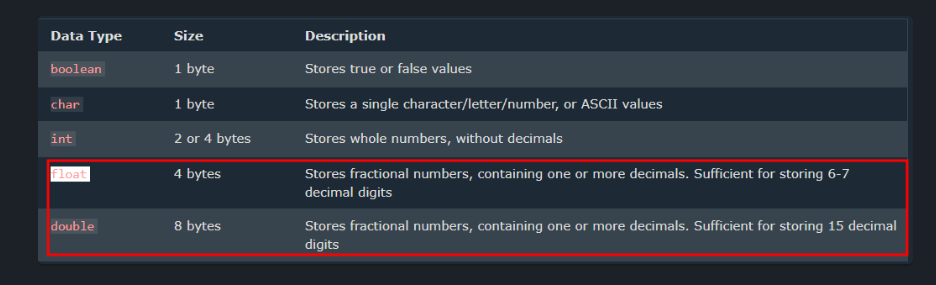 Data Type Size Description
boolean 1 byte Stores true or false values
char 1 byte Stores a single character/letter/number, or ASCII values
int 2 or 4 bytes Stores whole numbers, without decimals
float 4 bytes Stores fractional numbers, containing one or more decimals. Sufficient for storing 6-7
decimal digits
double 8 bytes Stores fractional numbers, containing one or more decimals. Sufficient for storing 15 decimal
digits